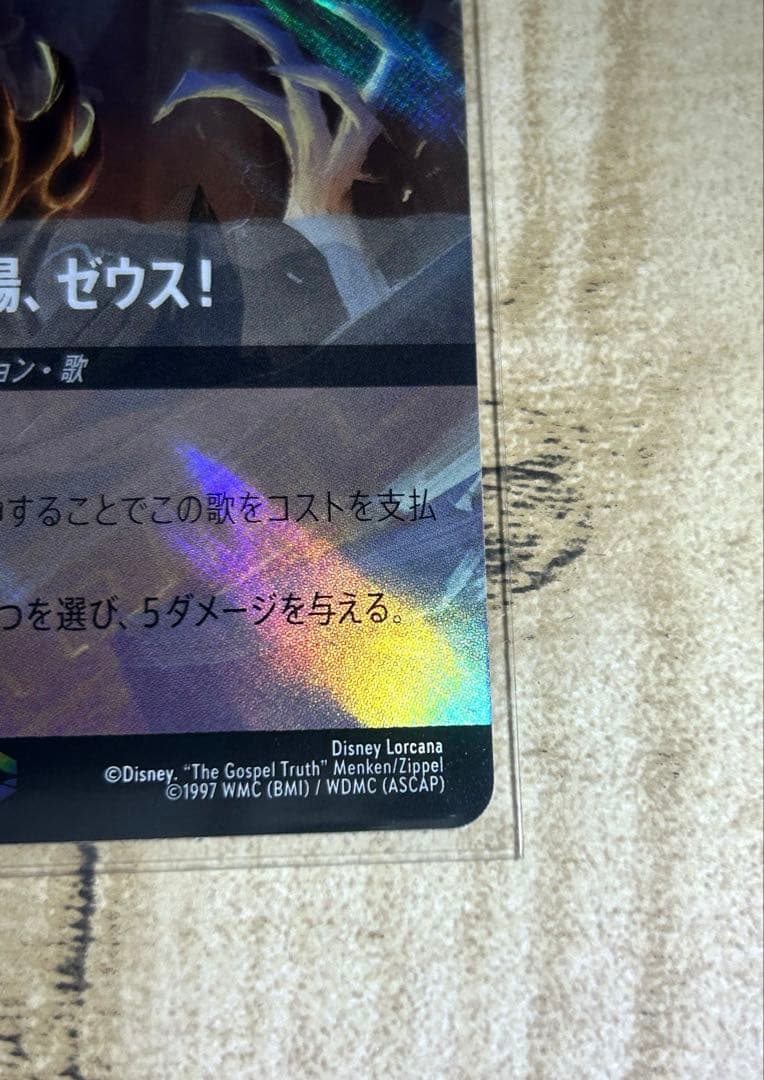 場、ゼウス!
ョン・歌
することでこの歌をコストを支払
つを選び、5ダメージを与える。
Disney Lorcana
©Disney. “The Gospel Truth” Menken/Zippel
©1997 WMC (BMI) / WDMC (ASCAP)